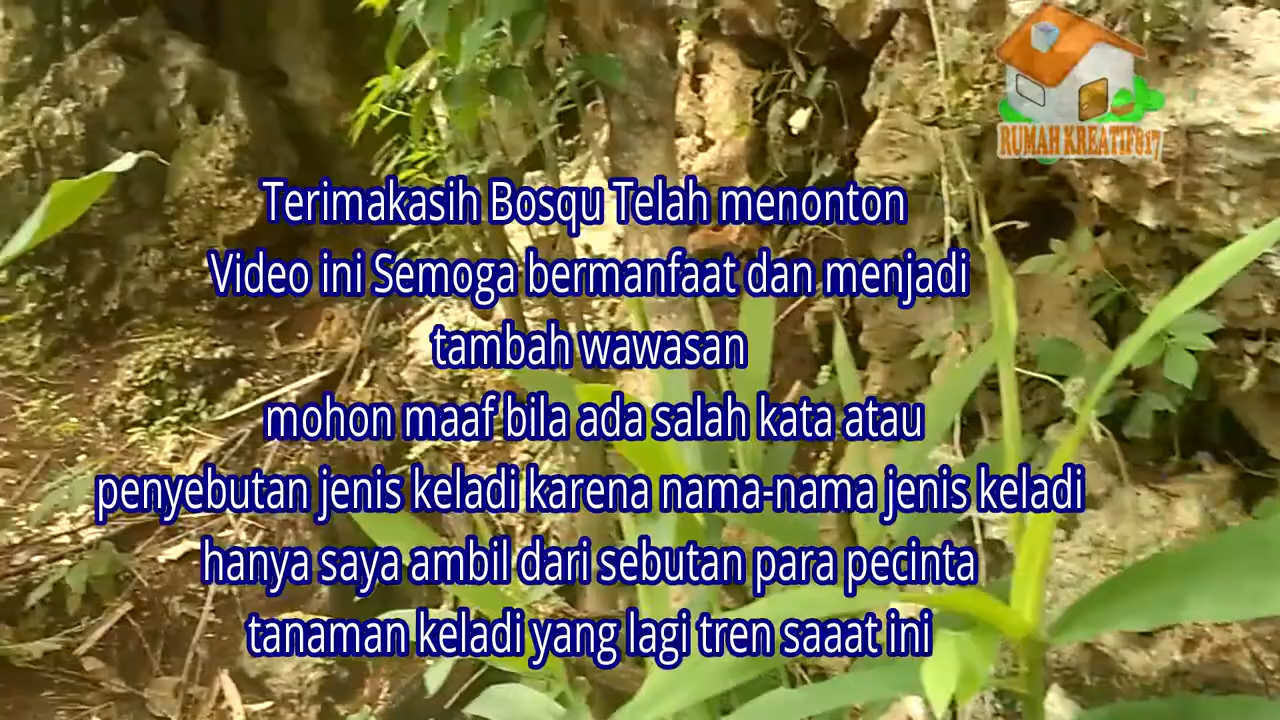 RUMAH KREATIF817
Terimakasih Bosqu Telah menonton
Video ini Semoga bermanfaat dan menjadi
tambah wawasan
mohon maaf bila ada salah kata atau
penyebutan jenis keladi karena nama-nama jenis keladi
hanya saya ambil dari sebutan para pecinta
tanaman keladi yang lagi tren saaat ini